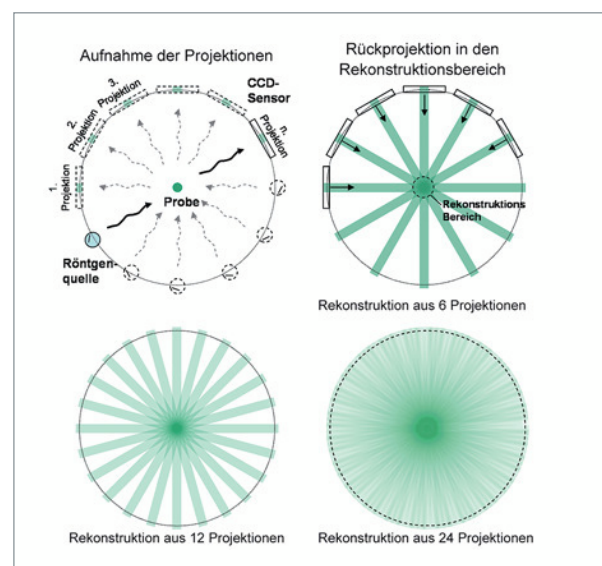 Aufnahme der Projektionen
1.
Projektion
2.
Projektion
3.
Projektion
CCD-
Sensor
n.
Projektion
Probe
Röntgen-
quelle
Rückprojektion in den
Rekonstruktionsbereich
Rekonstruktions
Bereich
Rekonstruktion aus 6 Projektionen
Rekonstruktion aus 12 Projektionen
Rekonstruktion aus 24 Projektionen